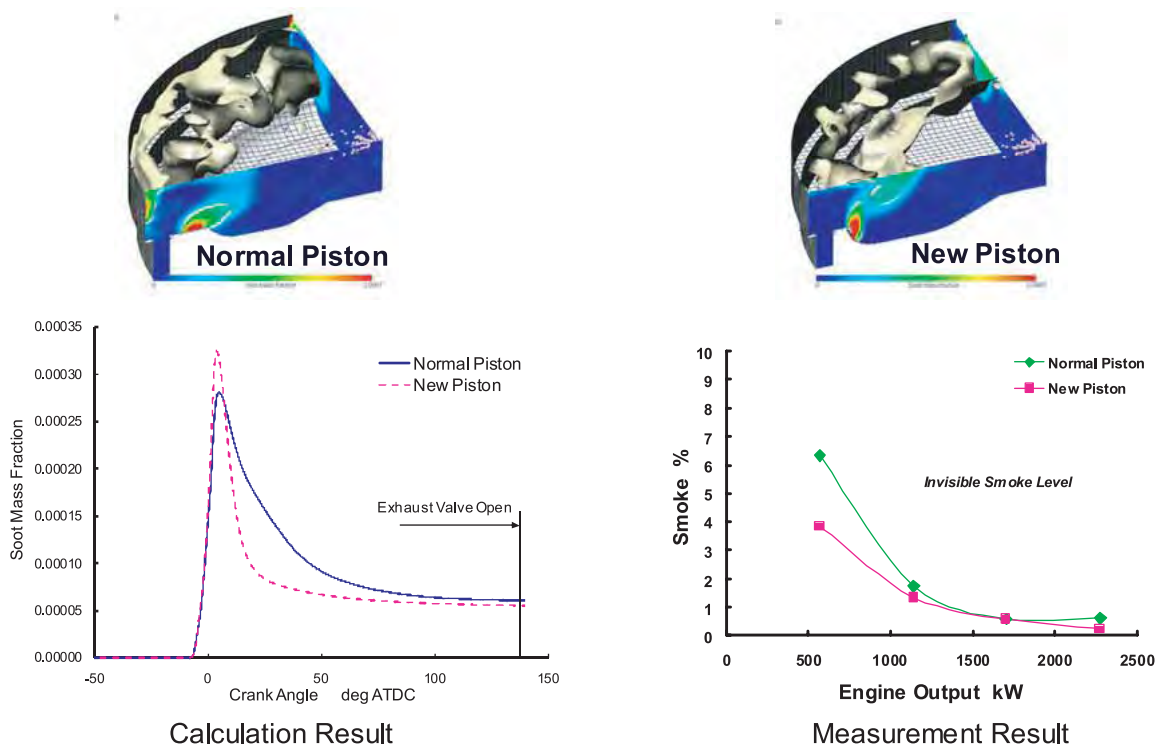 Normal Piston
New Piston
0.00035
0.00030
0.00025
0.00020
0.00015
0.00010
0.00005
0.00000
Soot Mass Fraction
Normal Piston
New Piston
Exhaust Valve Open
-50
0
50
100
150
Crank Angle deg ATDC
Calculation Result
10
9
8
7
6
5
4
3
2
1
0
Smoke %
Normal Piston
New Piston
Invisible Smoke Level
0
500
1000
1500
2000
2500
Engine Output kW
Measurement Result